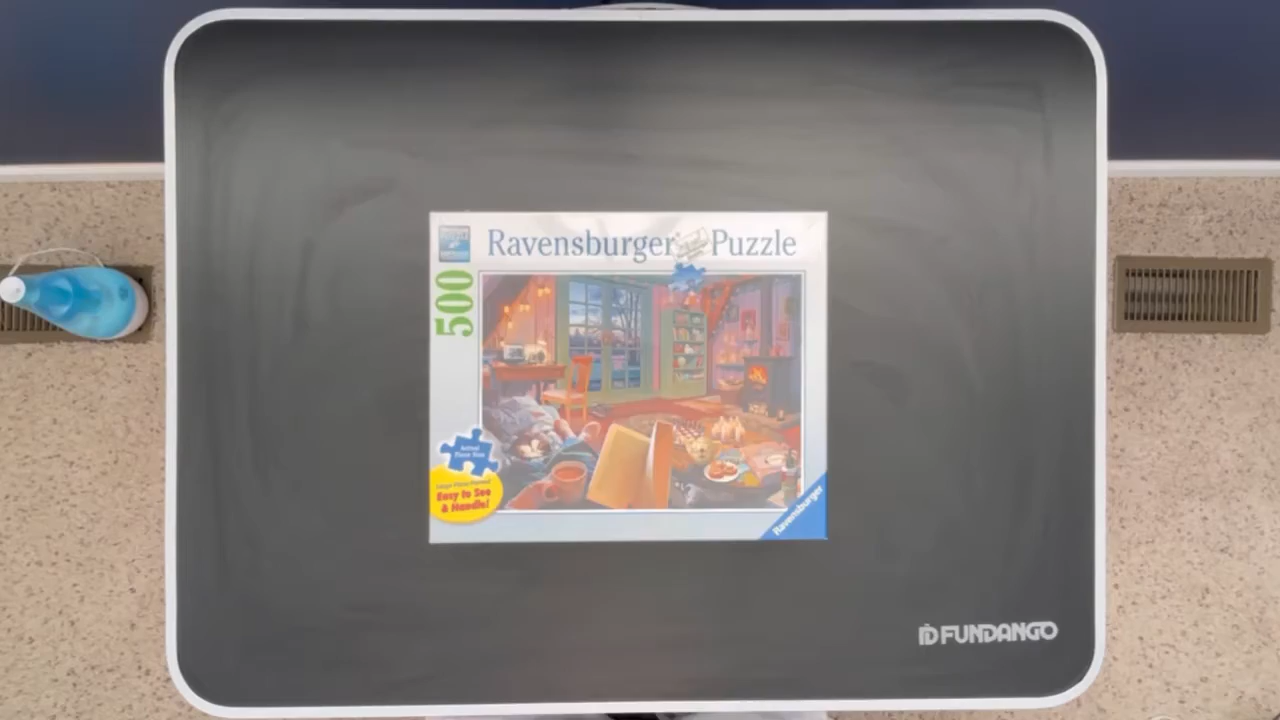 Ravensburger Puzzle
500
Easy to See
& Handle!
Ravensburger
FUNDANGO